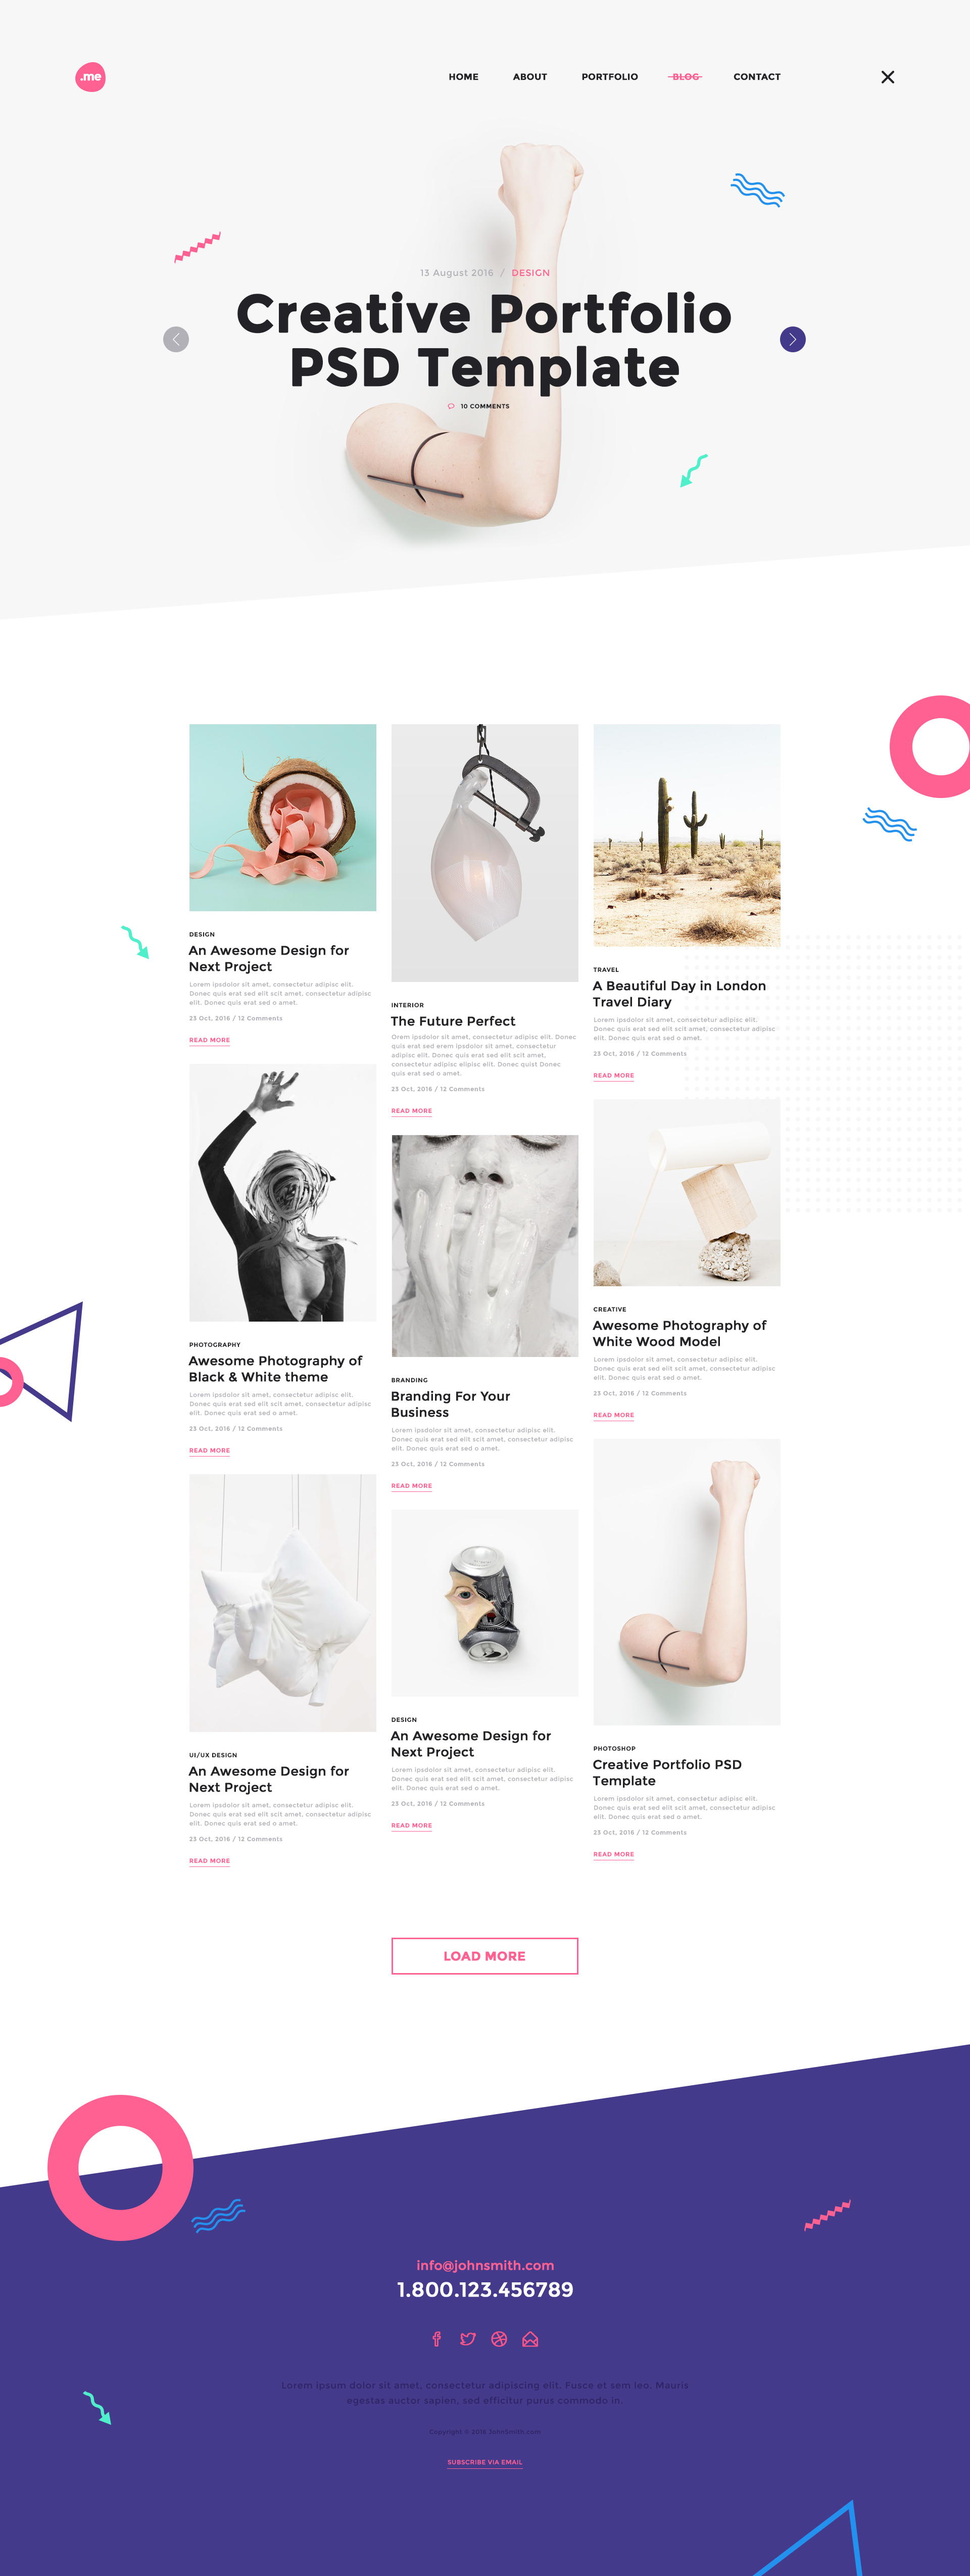 .me
HOME ABOUT PORTFOLIO BLOG CONTACT
13 August 2016 / DESIGN
Creative Portfolio
PSD Template
10 COMMENTS
DESIGN
An Awesome Design for
Next Project
Lorem ipsdolor sit amet, consectetur adipisc elit.
Donec quis erat sed elit scit amet, consectetur adipisc
elit. Donec quis erat sed o amet.
23 Oct, 2016 / 12 Comments
READ MORE
PHOTOGRAPHY
Awesome Photography of
Black & White theme
Lorem ipsdolor sit amet, consectetur adipisc elit.
Donec quis erat sed elit scit amet, consectetur adipisc
elit. Donec quis erat sed o amet.
23 Oct, 2016 / 12 Comments
READ MORE
UI/UX DESIGN
An Awesome Design for
Next Project
Lorem ipsdolor sit amet, consectetur adipisc elit.
Donec quis erat sed elit scit amet, consectetur adipisc
elit. Donec quis erat sed o amet.
23 Oct, 2016 / 12 Comments
READ MORE
INTERIOR
The Future Perfect
Orem ipsdolor sit amet, consectetur adipisc elit. Donec
quis erat sed erem ipsdolor sit amet, consectetur
adipisc elit. Donec quis erat sed elit scit amet,
consectetur adipisc elipisc elit. Donec quist Donec
quis erat sed o amet.
23 Oct, 2016 / 12 Comments
READ MORE
BRANDING
Branding For Your
Business
Lorem ipsdolor sit amet, consectetur adipisc elit.
Donec quis erat sed elit scit amet, consectetur adipisc
elit. Donec quis erat sed o amet.
23 Oct, 2016 / 12 Comments
READ MORE
DESIGN
An Awesome Design for
Next Project
Lorem ipsdolor sit amet, consectetur adipisc elit.
Donec quis erat sed elit scit amet, consectetur adipisc
elit. Donec quis erat sed o amet.
23 Oct, 2016 / 12 Comments
READ MORE
TRAVEL
A Beautiful Day in London
Travel Diary
Lorem ipsdolor sit amet, consectetur adipisc elit.
Donec quis erat sed elit scit amet, consectetur adipisc
elit. Donec quis erat sed o amet.
23 Oct, 2016 / 12 Comments
READ MORE
CREATIVE
Awesome Photography of
White Wood Model
Lorem ipsdolor sit amet, consectetur adipisc elit.
Donec quis erat sed elit scit amet, consectetur adipisc
elit. Donec quis erat sed o amet.
23 Oct, 2016 / 12 Comments
READ MORE
PHOTOSHOP
Creative Portfolio PSD
Template
Lorem ipsdolor sit amet, consectetur adipisc elit.
Donec quis erat sed elit scit amet, consectetur adipisc
elit. Donec quis erat sed o amet.
23 Oct, 2016 / 12 Comments
READ MORE
LOAD MORE
info@johnsmith.com
1.800.123.456789
Lorem ipsum dolor sit amet, consectetur adipiscing elit. Fusce et sem leo. Mauris
egestas auctor sapien, sed efficitur purus commodo in.
Copyright © 2016 JohnSmith.com
SUBSCRIBE VIA EMAIL